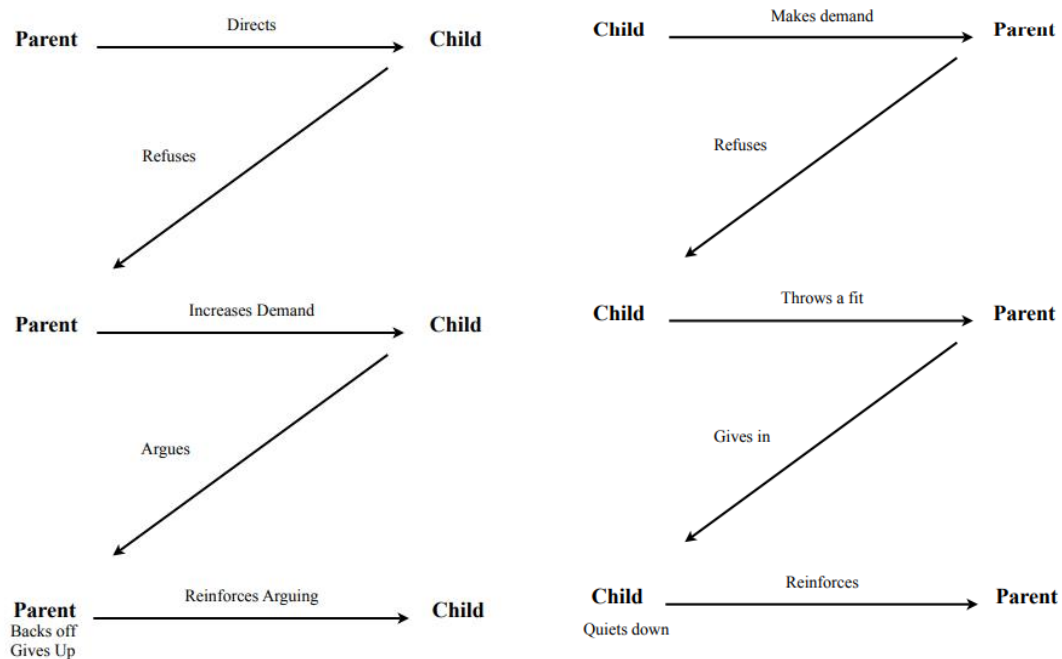 Parent
Directs
Child
Refuses
Parent
Increases Demand
Child
Argues
Parent
Backs off
Gives Up
Reinforces Arguing
Child
Child
Makes demand
Parent
Refuses
Child
Throws a fit
Parent
Gives in
Child
Quiets down
Reinforces
Parent